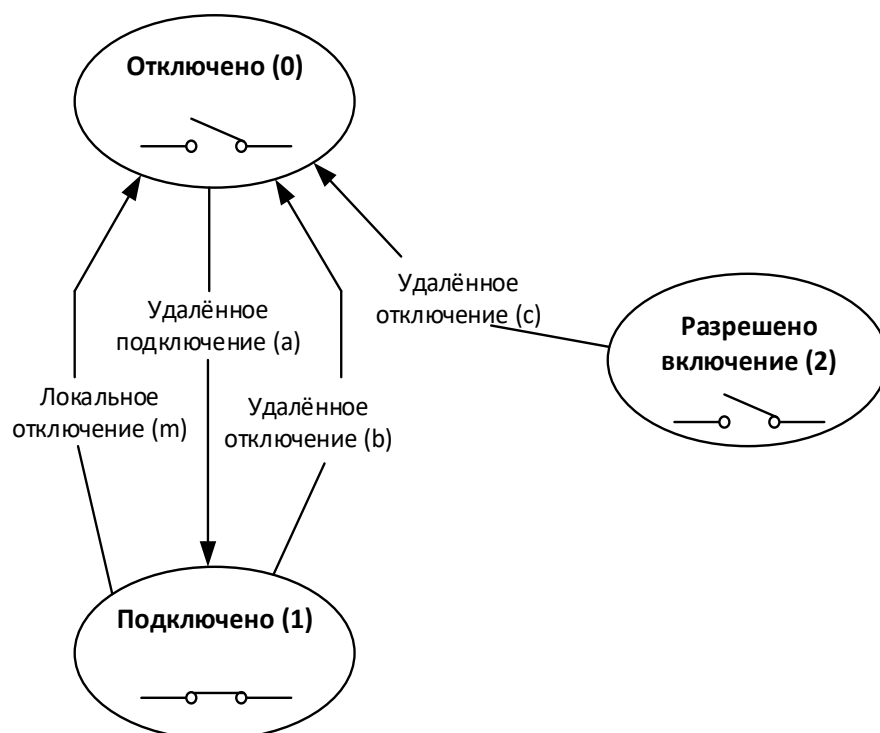 Отключено (0)
Удалённое
подключение (a)
Удалённое
отключение (c)
Разрешено
включение (2)
Локальное
отключение (m)
Удалённое
отключение (b)
Подключено (1)